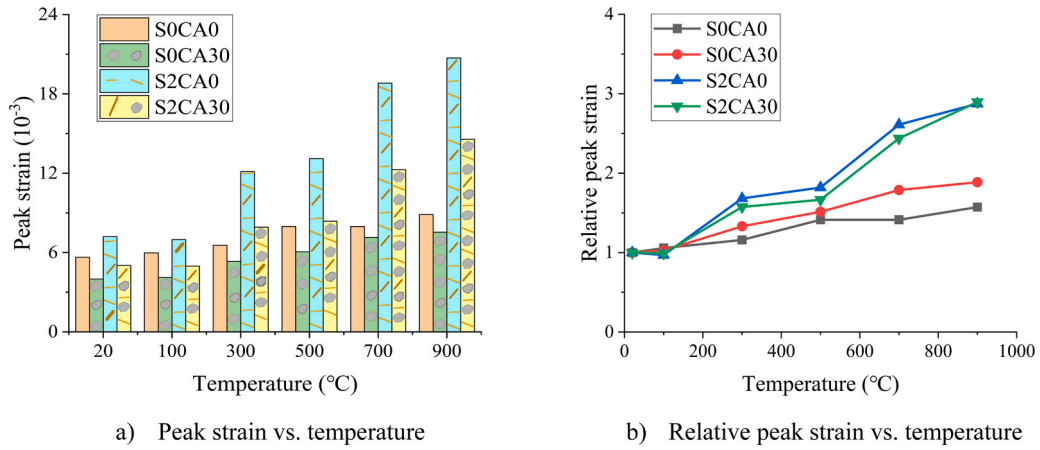 24
18
12
6
0
Peak strain (10-3)
S0CA0
S0CA30
S2CA0
S2CA30
20 100 300 500 700 900
Temperature (℃)
a) Peak strain vs. temperature
4
3
2
1
0
Relative peak strain
S0CA0
S0CA30
S2CA0
S2CA30
0 200 400 600 800 1000
Temperature (℃)
b) Relative peak strain vs. temperature